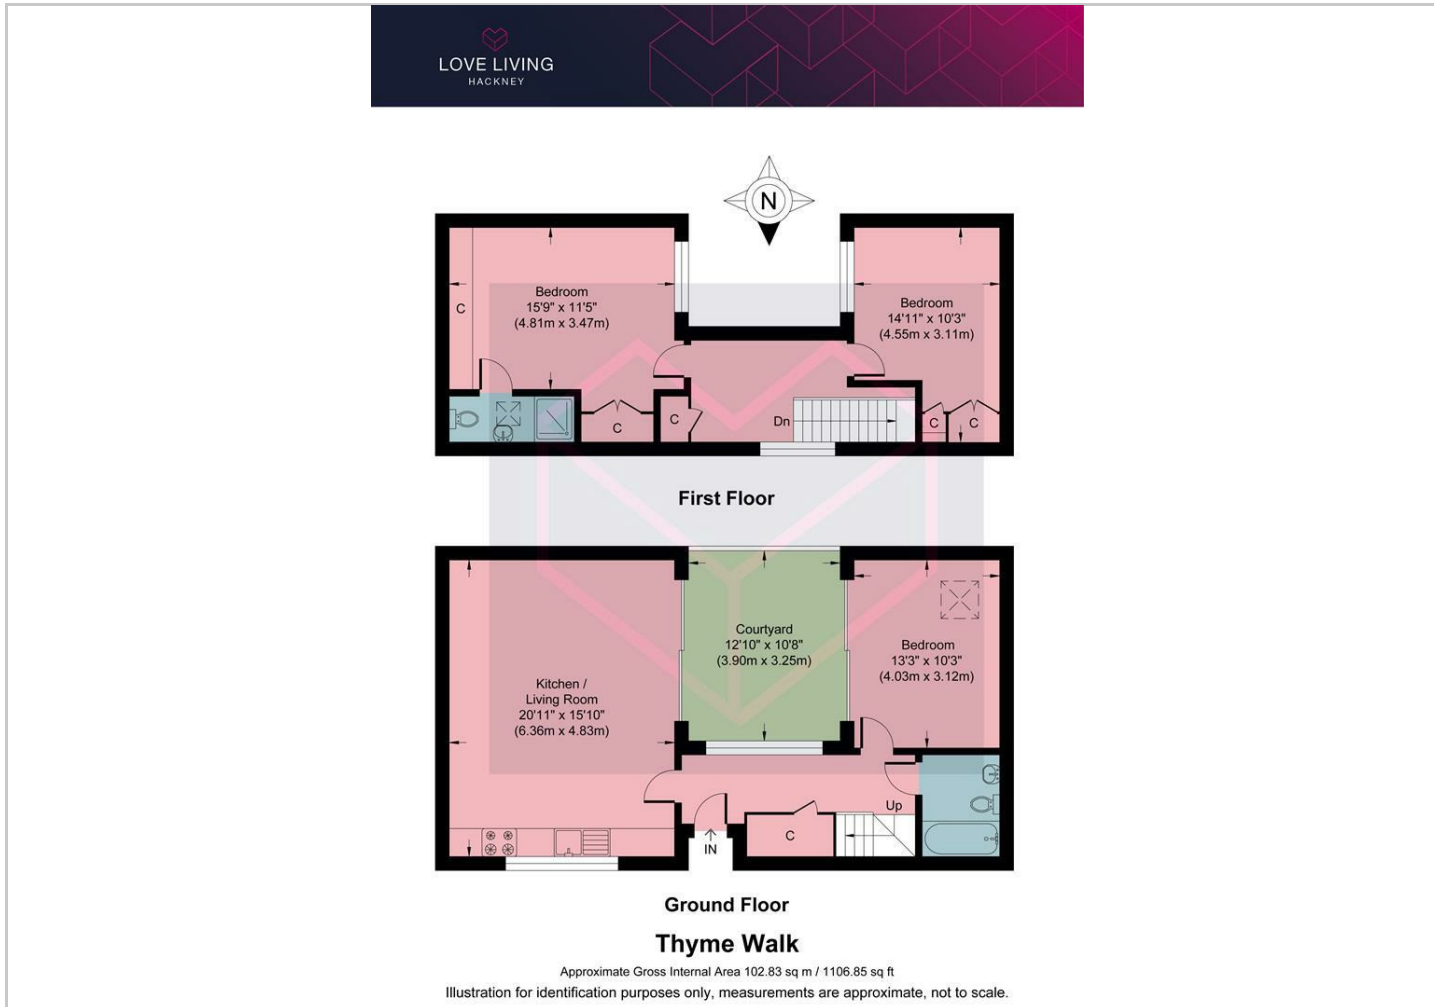 LOVE LIVING
HACKNEY
N
Bedroom
15'9" x 11'5"
(4.81m x 3.47m)
Bedroom
14'11" x 10'3"
(4.55m x 3.11m)
C
C
C
Dn
C
C
First Floor
Courtyard
12'10" x 10'8"
(3.90m x 3.25m)
Bedroom
13'3" x 10'3"
(4.03m x 3.12m)
Kitchen /
Living Room
20'11" x 15'10"
(6.36m x 4.83m)
Up
C
IN
Ground Floor
Thyme Walk
Approximate Gross Internal Area 102.83 sq m / 1106.85 sq ft
Illustration for identification purposes only, measurements are approximate, not to scale.